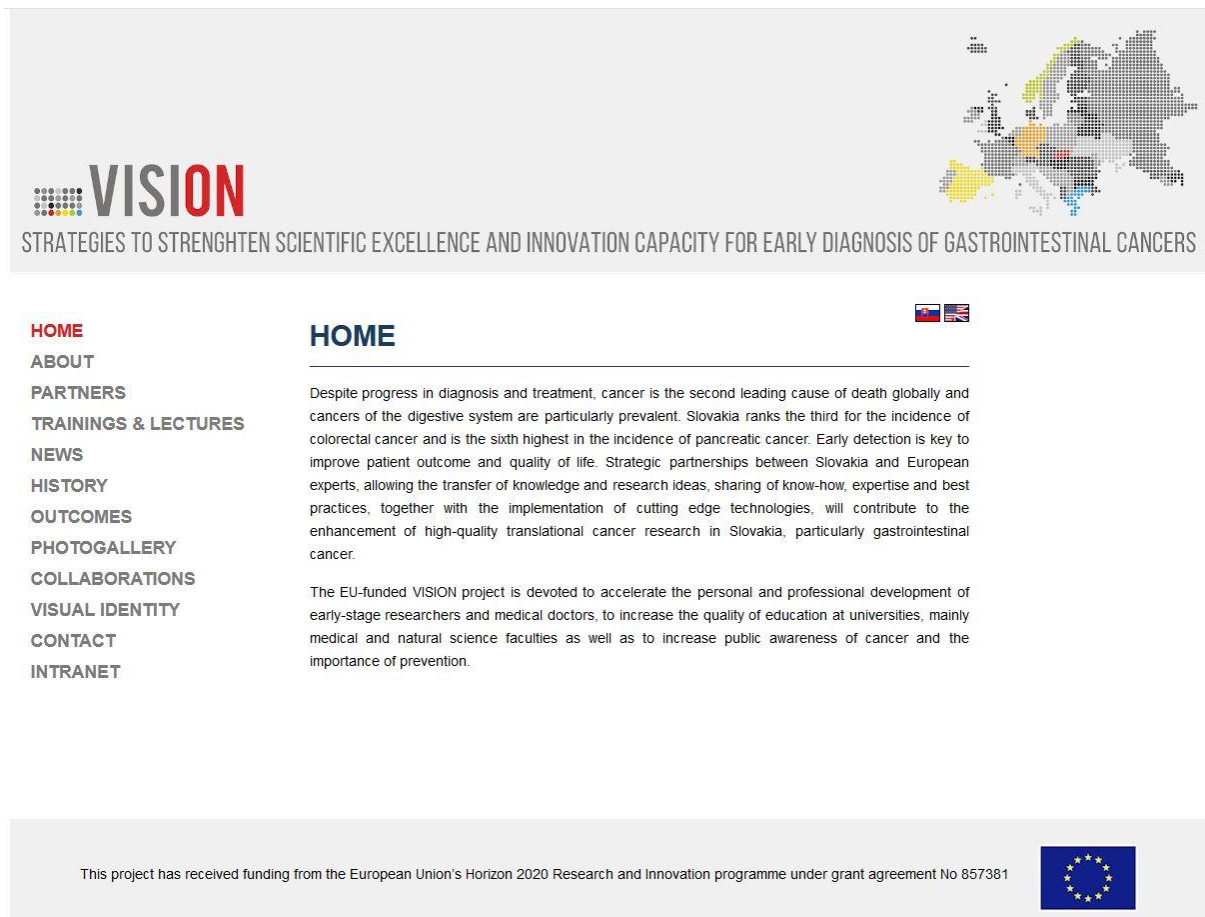 VISION
STRATEGIES TO STRENGHTEN SCIENTIFIC EXCELLENCE AND INNOVATION CAPACITY FOR EARLY DIAGNOSIS OF GASTROINTESTINAL CANCERS
HOME
ABOUT
PARTNERS
TRAININGS & LECTURES
NEWS
HISTORY
OUTCOMES
PHOTOGALLERY
COLLABORATIONS
VISUAL IDENTITY
CONTACT
INTRANET
HOME
Despite progress in diagnosis and treatment, cancer is the second leading cause of death globally and
cancers of the digestive system are particularly prevalent. Slovakia ranks the third for the incidence of
colorectal cancer and is the sixth highest in the incidence of pancreatic cancer. Early detection is key to
improve patient outcome and quality of life. Strategic partnerships between Slovakia and European
experts, allowing the transfer of knowledge and research ideas, sharing of know-how, expertise and best
practices, together with the implementation of cutting edge technologies, will contribute to the
enhancement of high-quality translational cancer research in Slovakia, particularly gastrointestinal
cancer.
The EU-funded VISION project is devoted to accelerate the personal and professional development of
early-stage researchers and medical doctors, to increase the quality of education at universities, mainly
medical and natural science faculties as well as to increase public awareness of cancer and the
importance of prevention.
This project has received funding from the European Union's Horizon 2020 Research and Innovation programme under grant agreement No 857381